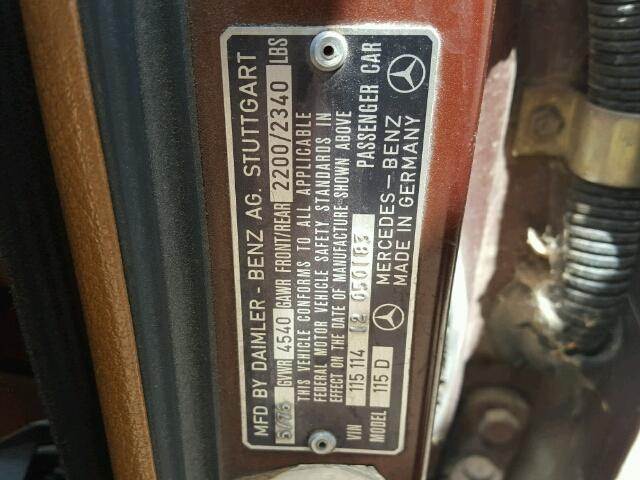 MFD BY DAIMLER-BENZ AG. STUTTGART
5/76 GVWR 4540 GAWR FRONT/REAR 2200/2340 LBS
THIS VEHICLE CONFORMS TO ALL APPLICABLE
FEDERAL MOTOR VEHICLE SAFETY STANDARDS IN
EFFECT ON THE DATE OF MANUFACTURE SHOWN ABOVE
VIN 115 114 12 050183 PASSENGER CAR
MODEL 115 D MERCEDES-BENZ
MADE IN GERMANY